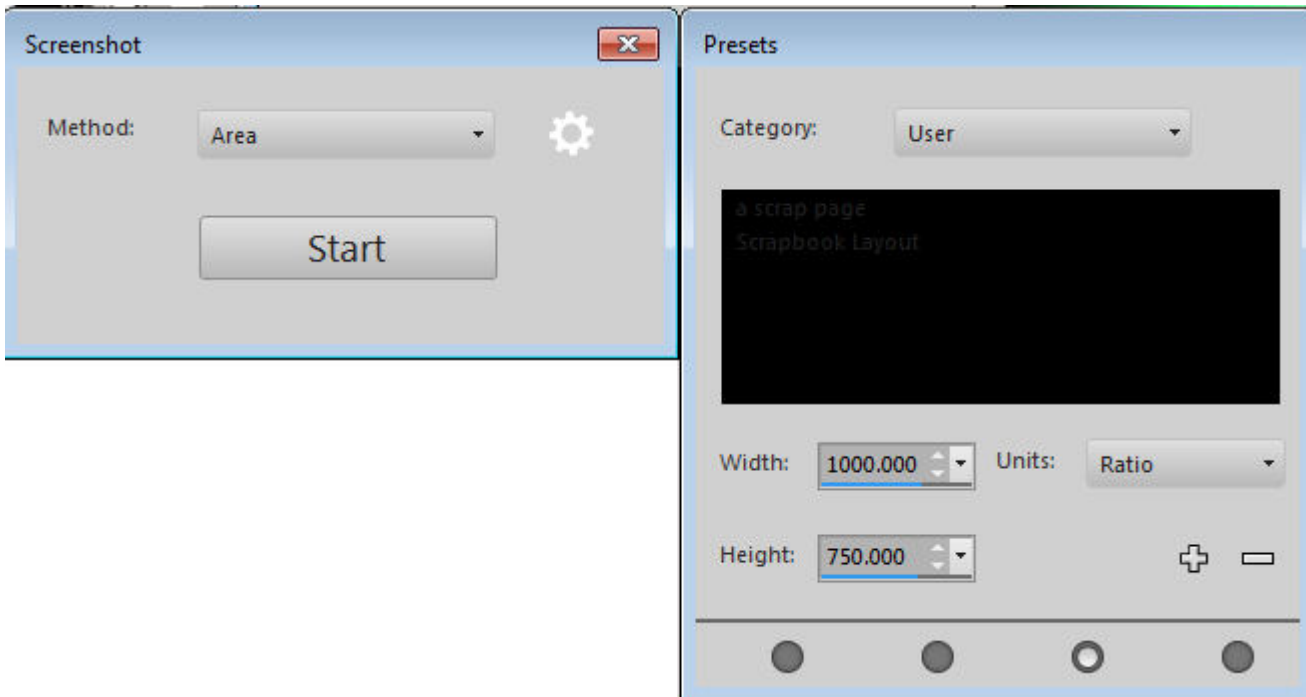 Screenshot
Method:
Area
Start
Presets
Category:
User
a scrap page
Scrapbook Layout
Width:
1000.000
Units:
Ratio
Height:
750.000